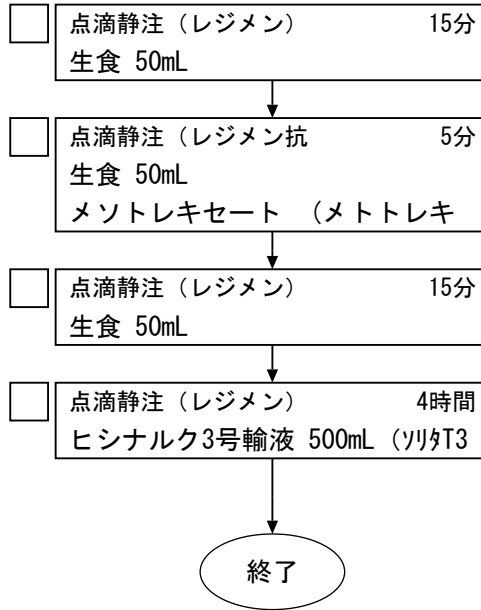 点滴静注（レジメン） 15分
生食 50mL
点滴静注（レジメン抗 5分
生食 50mL
メソトレキセート （メトトレキ
点滴静注（レジメン） 15分
生食 50mL
点滴静注（レジメン） 4時間
ヒシナルク3号輸液 500mL（ｿﾘﾀT3
終了